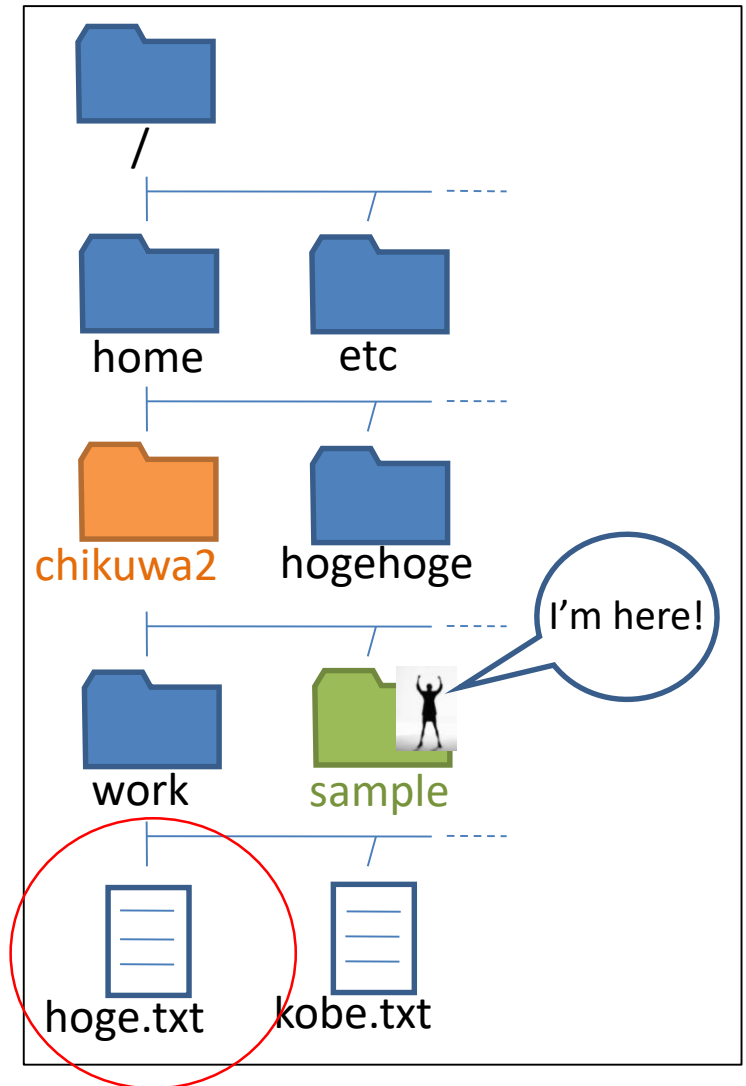 /
home
etc
chikuwa2
hogehoge
I'm here!
work
sample
hoge.txt
kobe.txt